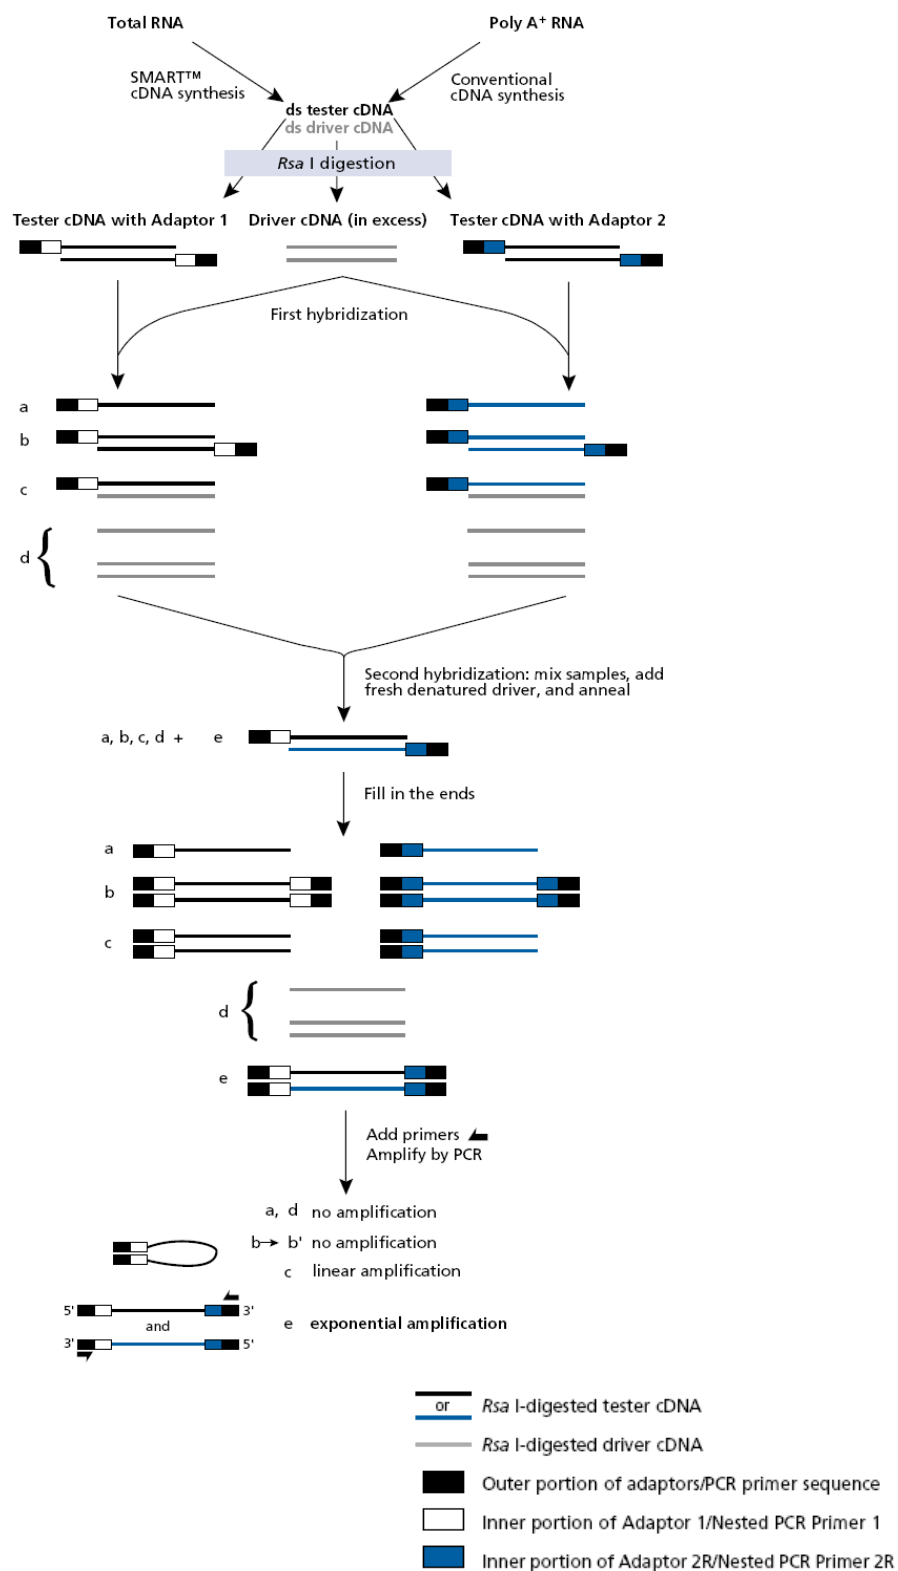 Total RNA
Poly A+ RNA
SMART™
cDNA synthesis
Conventional
cDNA synthesis
ds tester cDNA
ds driver cDNA
Rsa I digestion
Tester cDNA with Adaptor 1
Driver cDNA (in excess)
Tester cDNA with Adaptor 2
First hybridization
a
b
c
d {
Second hybridization: mix samples, add
fresh denatured driver, and anneal
a, b, c, d + e
Fill in the ends
a
b
c
d {
e
Add primers
Amplify by PCR
a, d no amplification
b→ b' no amplification
c linear amplification
5' 3'
and
e exponential amplification
3' 5'
or
Rsa I-digested tester cDNA
Rsa I-digested driver cDNA
Outer portion of adaptors/PCR primer sequence
Inner portion of Adaptor 1/Nested PCR Primer 1
Inner portion of Adaptor 2R/Nested PCR Primer 2R